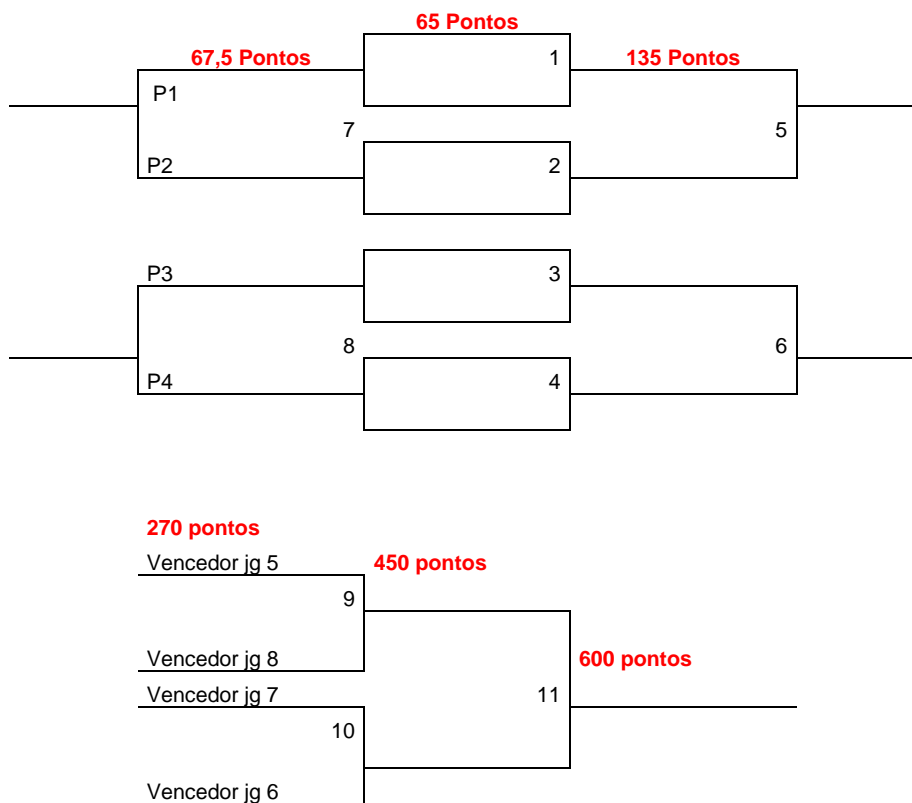 65 Pontos
67,5 Pontos
1
135 Pontos
P1
7
5
P2
2
P3
3
8
6
P4
4
270 pontos
Vencedor jg 5
450 pontos
9
Vencedor jg 8
600 pontos
Vencedor jg 7
11
10
Vencedor jg 6